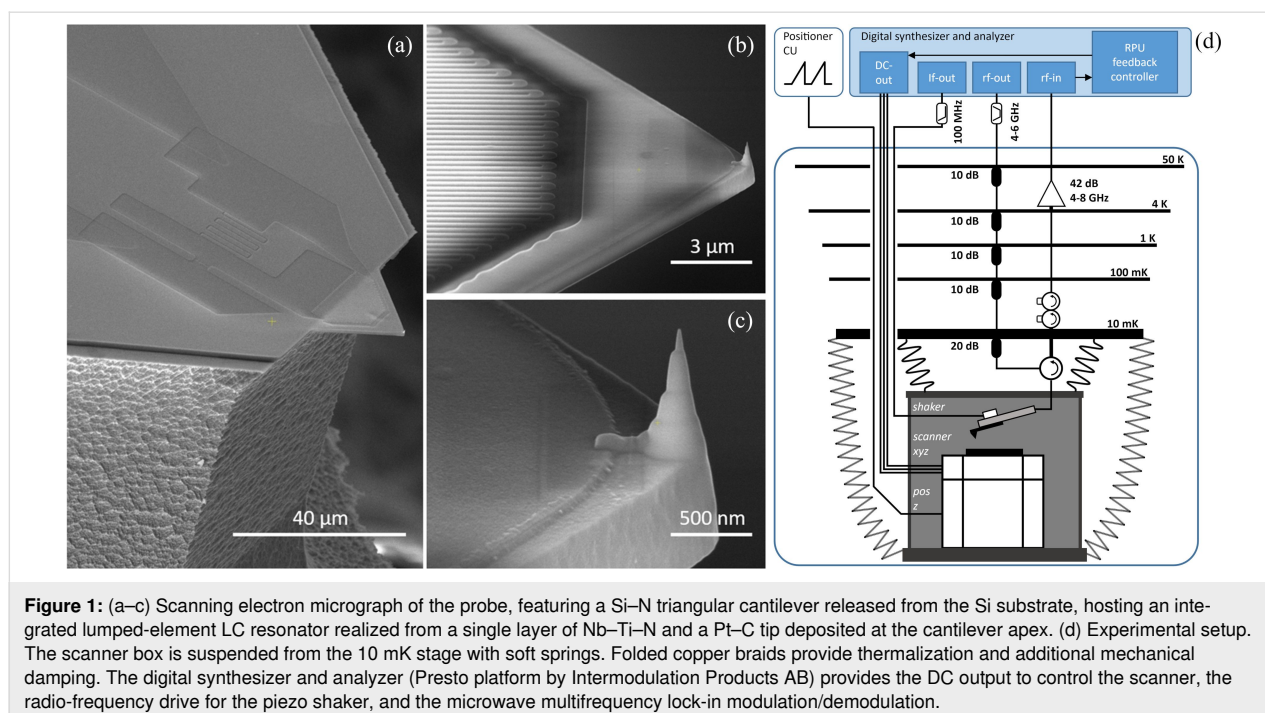 (a)
40 µm
(b)
3 µm
(c)
500 nm
(d)
Positioner
CU
Digital synthesizer and analyzer
DC-
out
lf-out
rf-out
rf-in
RPU
feedback
controller
100 MHz
4-6 GHz
50 K
10 dB
42 dB
4-8 GHz
4 K
10 dB
1 K
10 dB
100 mK
10 dB
10 mK
20 dB
shaker
scanner
xyz
pos
z
Figure 1: (a–c) Scanning electron micrograph of the probe, featuring a Si–N triangular cantilever released from the Si substrate, hosting an inte-
grated lumped-element LC resonator realized from a single layer of Nb–Ti–N and a Pt–C tip deposited at the cantilever apex. (d) Experimental setup.
The scanner box is suspended from the 10 mK stage with soft springs. Folded copper braids provide thermalization and additional mechanical
damping. The digital synthesizer and analyzer (Presto platform by Intermodulation Products AB) provides the DC output to control the scanner, the
radio-frequency drive for the piezo shaker, and the microwave multifrequency lock-in modulation/demodulation.